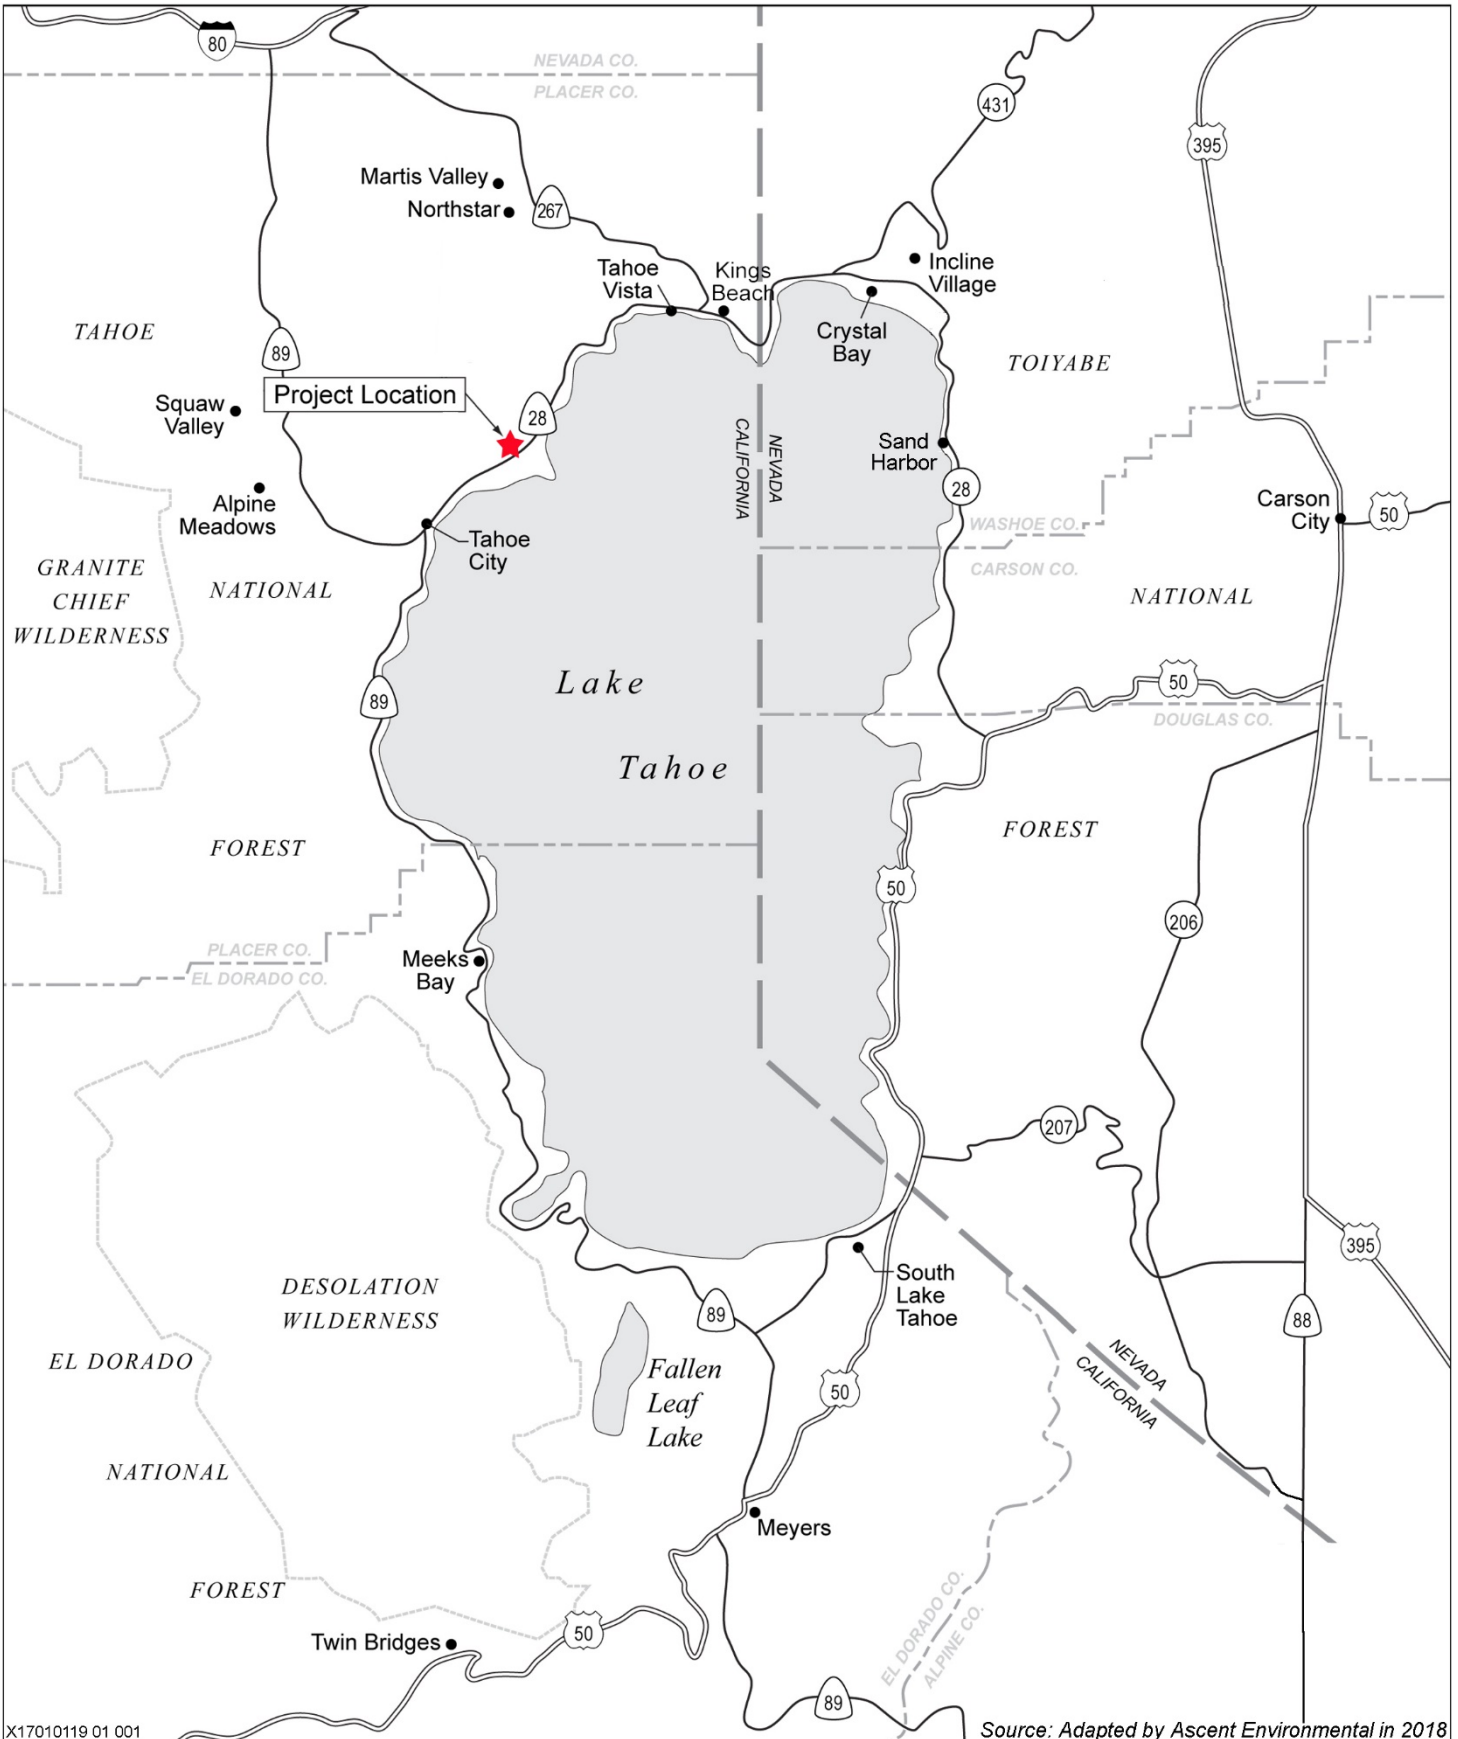 80
NEVADA CO.
PLACER CO.
431
395
Martis Valley
Northstar
267
Tahoe
Vista
Kings
Beach
Incline
Village
Crystal
Bay
TAHOE
89
TOIYABE
Project Location
28
Squaw
Valley
CALIFORNIA
NEVADA
Sand
Harbor
28
Alpine
Meadows
Carson
City
50
Tahoe
City
WASHOE CO.
CARSON CO.
GRANITE
CHIEF
WILDERNESS
NATIONAL
NATIONAL
Lake
Tahoe
89
50
DOUGLAS CO.
FOREST
FOREST
50
206
PLACER CO.
EL DORADO CO.
Meeks
Bay
207
395
South
Lake
Tahoe
DESOLATION
WILDERNESS
89
88
EL DORADO
Fallen
Leaf
Lake
50
NEVADA
CALIFORNIA
NATIONAL
Meyers
FOREST
Twin Bridges
50
EL DORADO CO.
ALPINE CO.
89
X17010119 01 001
Source: Adapted by Ascent Environmental in 2018